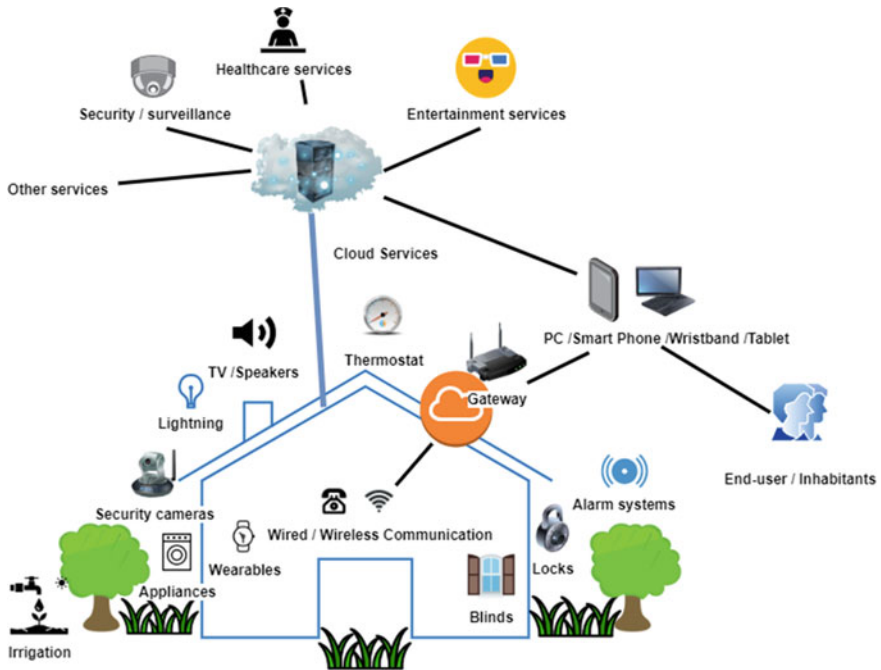 Healthcare services
Security / surveillance
Entertainment services
Other services
Cloud Services
PC /Smart Phone /Wristband /Tablet
Thermostat
TV /Speakers
Gateway
Lightning
End-user / Inhabitants
Alarm systems
Security cameras
Wired / Wireless Communication
Wearables
Locks
Appliances
Blinds
Irrigation